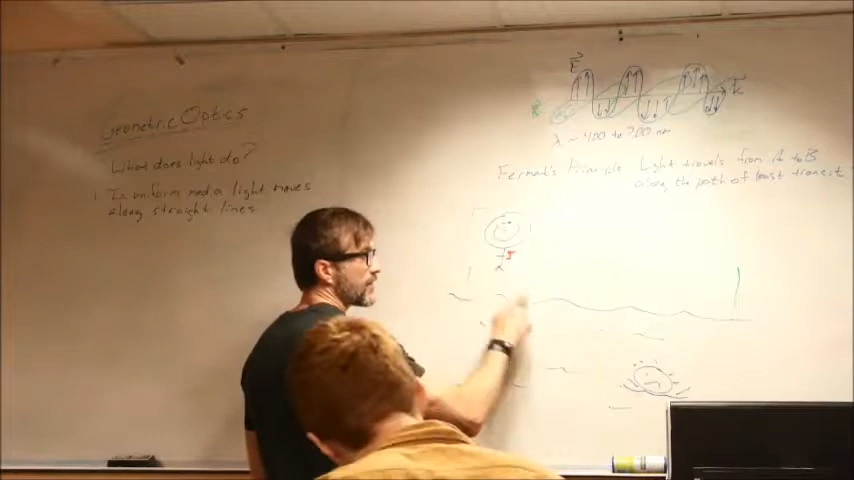 Geometric Optics
What does light do?
1. In uniform media light moves
along straight lines
E
B
k
λ ~ 400 to 700 nm
Fermat's Principle Light travels from A to B
along the path of least transit